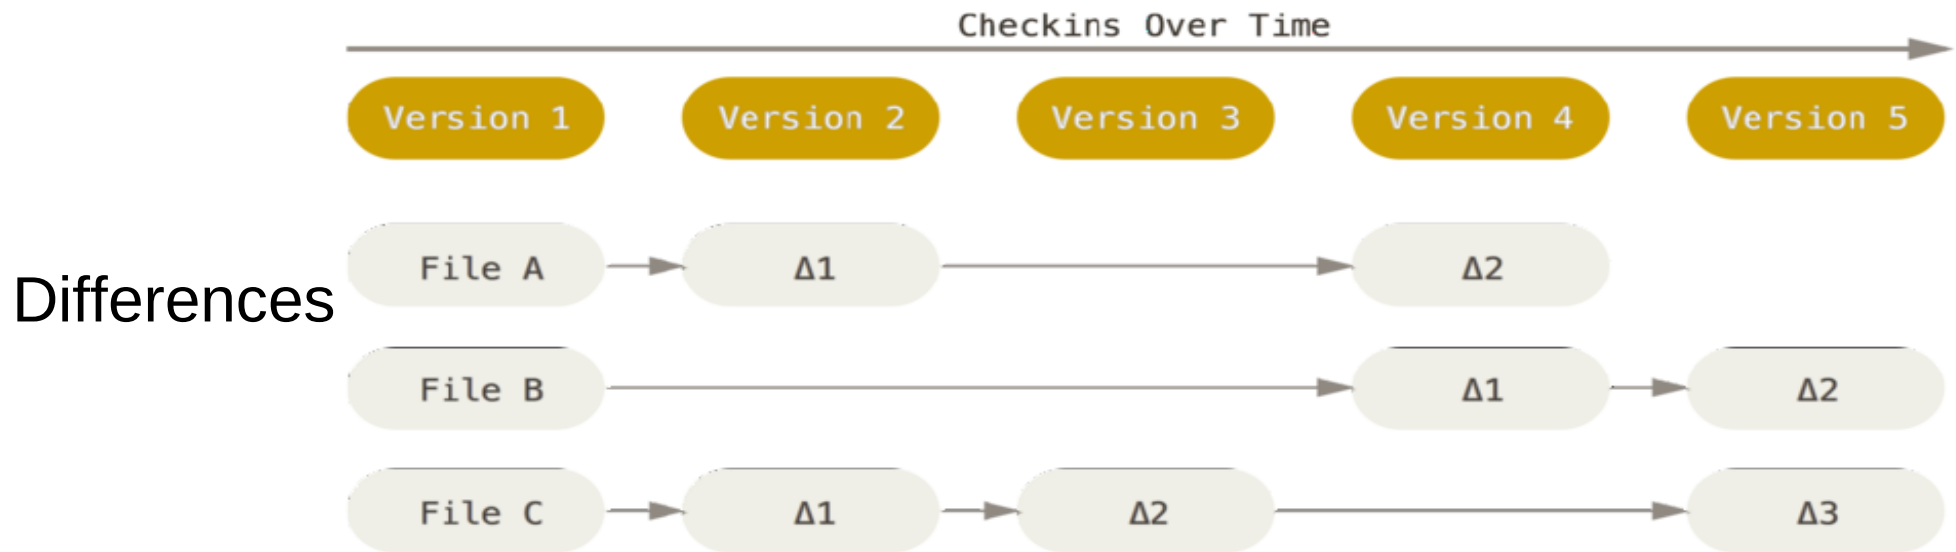 Checkins Over Time
Version 1 Version 2 Version 3 Version 4 Version 5
File A Δ1 Δ2
Differences
File B Δ1 Δ2
File C Δ1 Δ2 Δ3